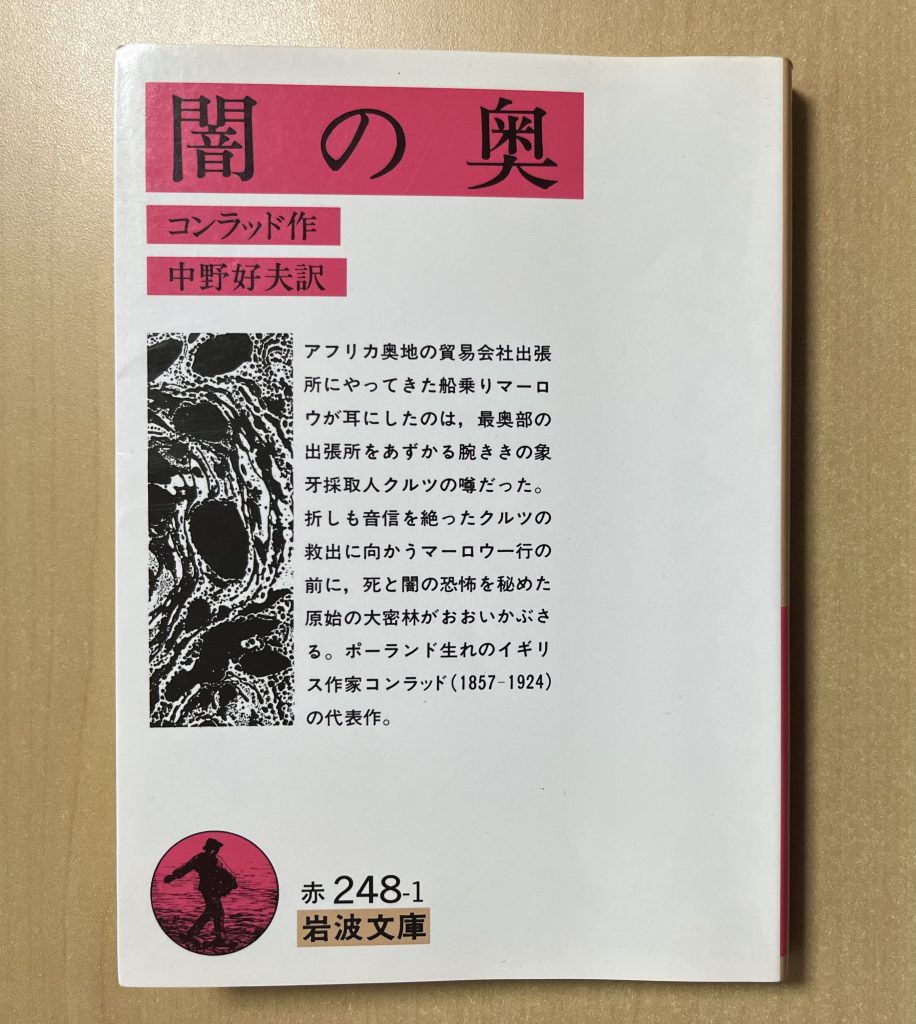 闇の奥
コンラッド作
中野好夫訳
アフリカ奥地の貿易会社出張
所にやってきた船乗りマーロ
ウが耳にしたのは，最奥部の
出張所をあずかる腕ききの象
牙採取人クルツの噂だった。
折しも音信を絶ったクルツの
救出に向かうマーロウ一行の
前に，死と闇の恐怖を秘めた
原始の大密林がおおいかぶさ
る。ポーランド生れのイギリ
ス作家コンラッド(1857-1924)
の代表作。
赤 248-1
岩波文庫